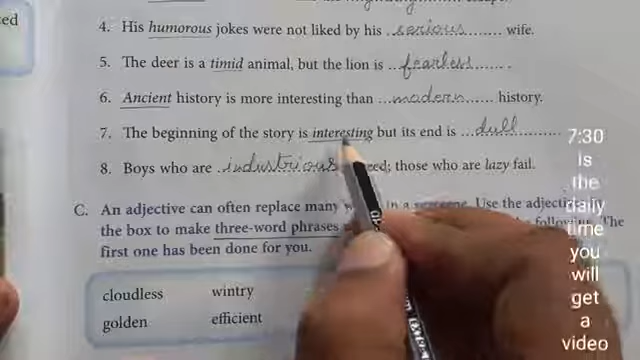 4. His humorous jokes were not liked by his ...serious....... wife.
5. The deer is a timid animal, but the lion is ...fearless.......
6. Ancient history is more interesting than ...modern....... history.
7. The beginning of the story is interesting but its end is ...dull...........
8. Boys who are ..industrious ; those who are lazy fail.
C. An adjective can often replace many in a sentence. Use the
the box to make three-word phrases following. The
first one has been done for you.
cloudless wintry
golden efficient
7:30
is
the
daily
time
you
will
get
a
video